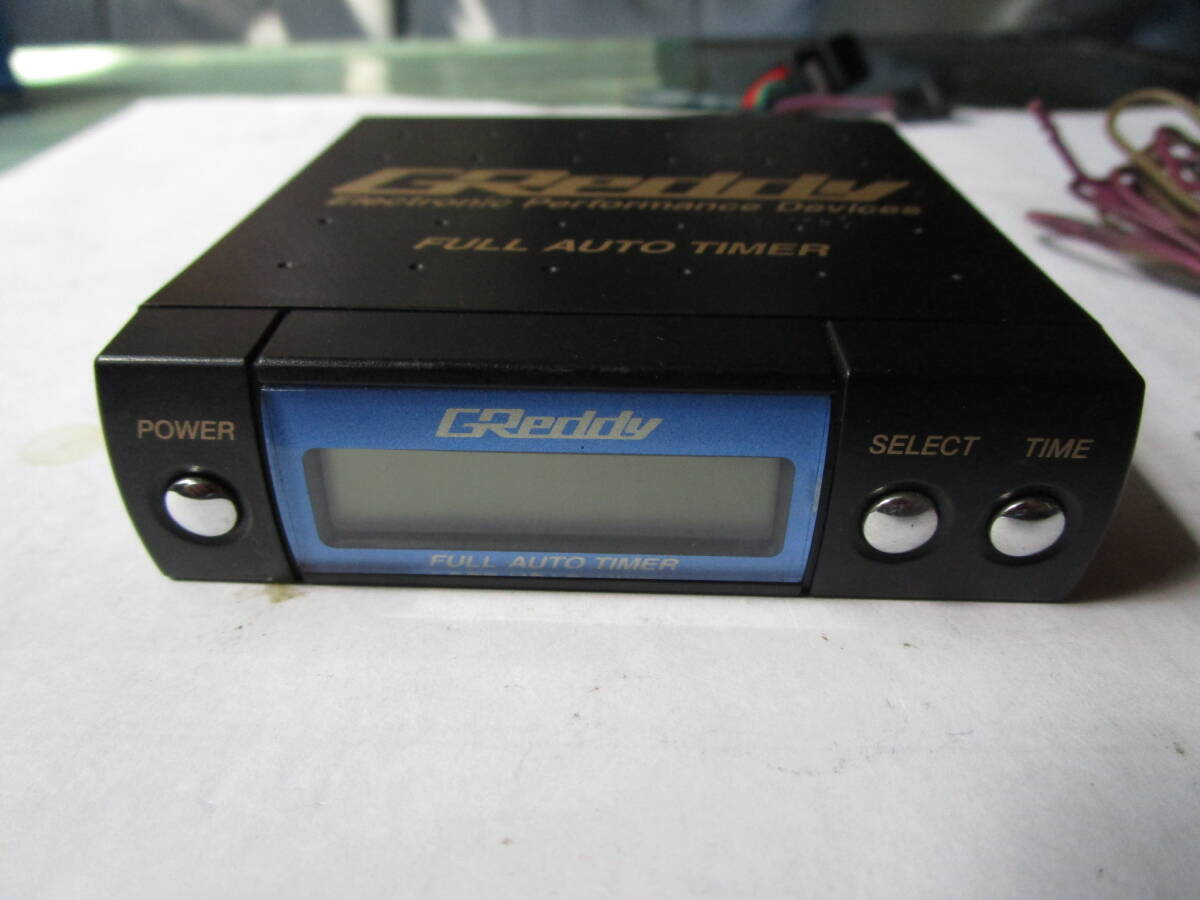 GReddy
Electronic Performance Devices
FULL AUTO TIMER
POWER
GReddy
FULL AUTO TIMER
SELECT TIME